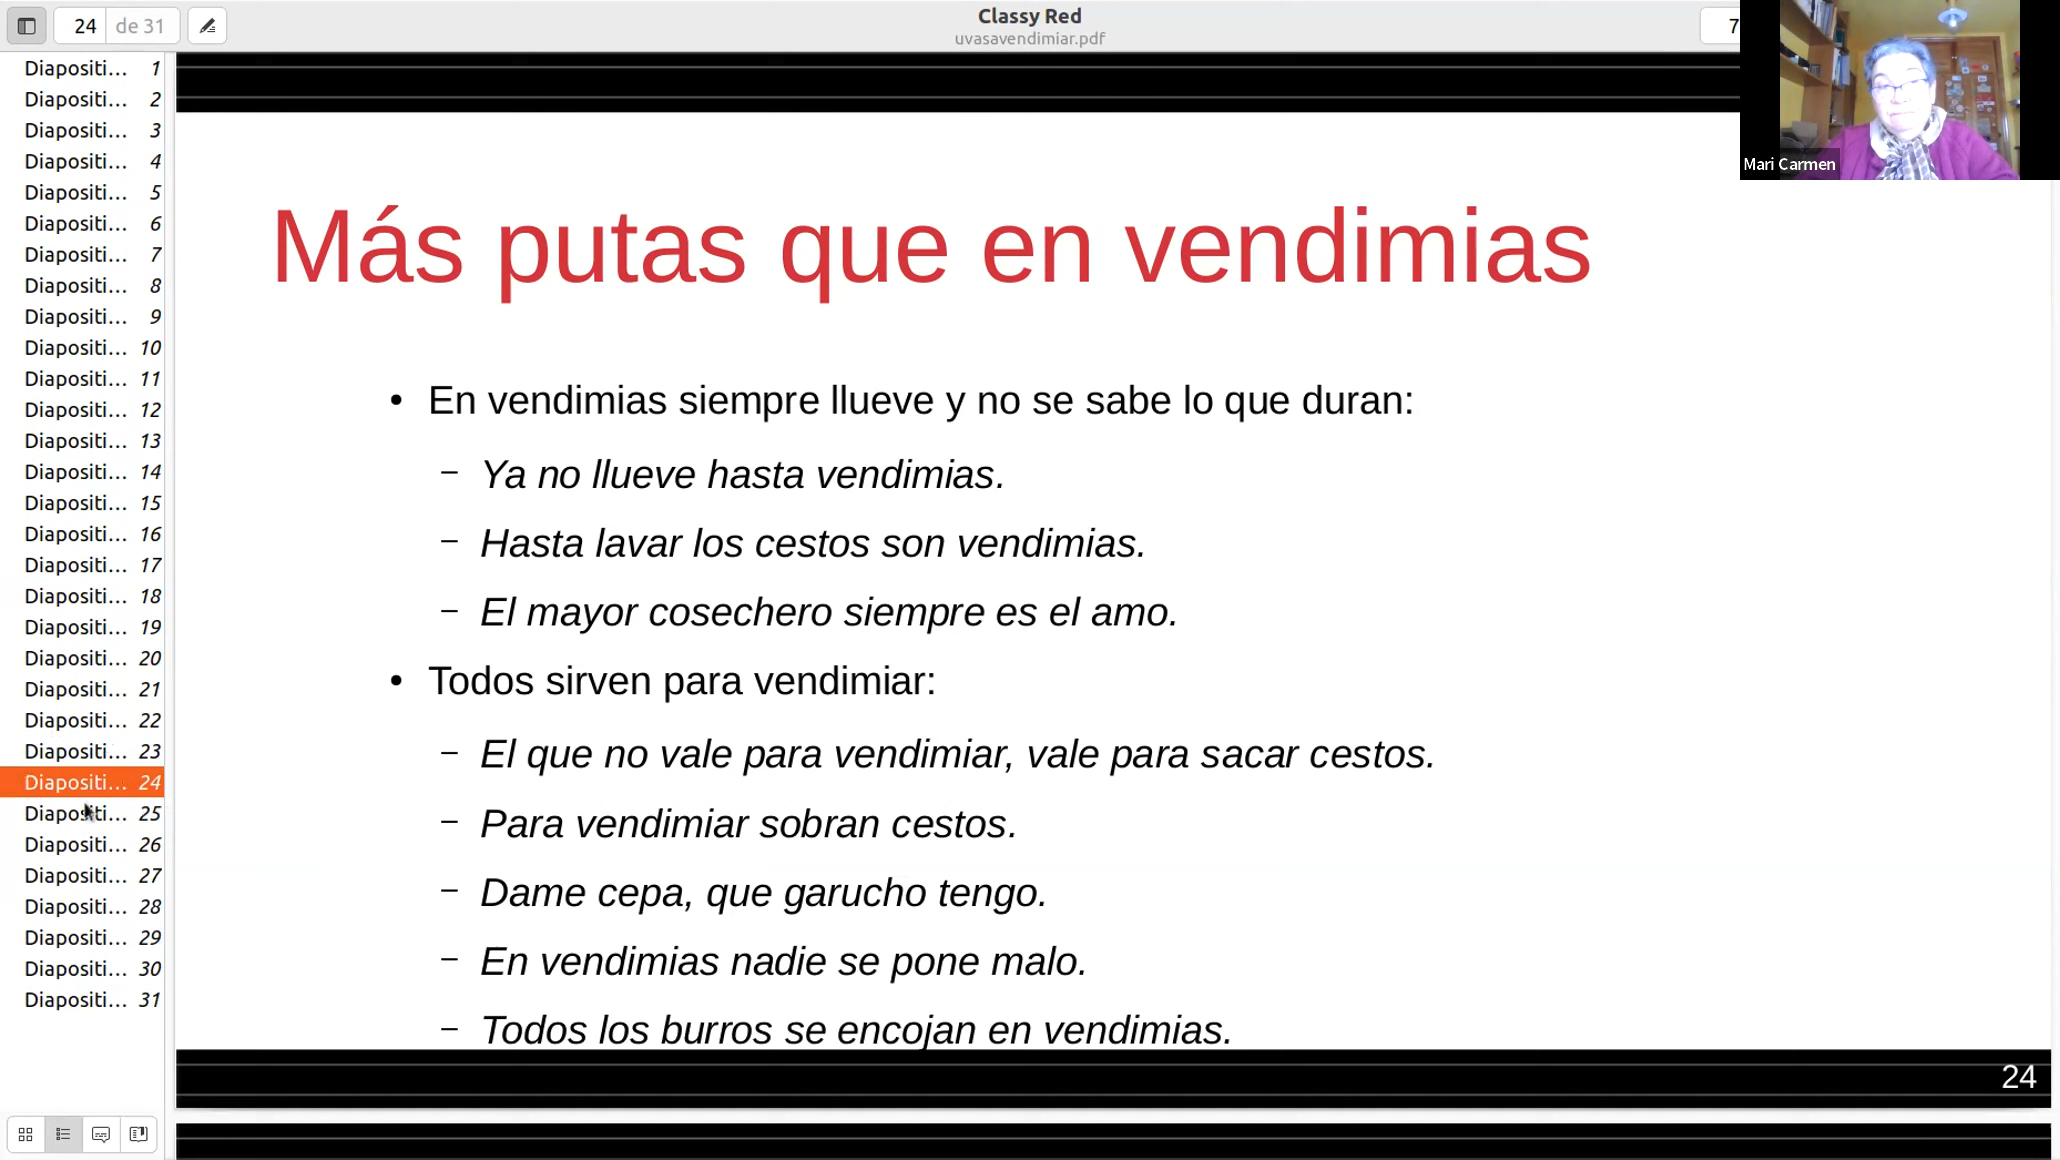 24 de 31
Classy Red
uvasavendimiar.pdf
7
Mari Carmen
Diapositi... 1
Diapositi... 2
Diapositi... 3
Diapositi... 4
Diapositi... 5
Diapositi... 6
Diapositi... 7
Diapositi... 8
Diapositi... 9
Diapositi... 10
Diapositi... 11
Diapositi... 12
Diapositi... 13
Diapositi... 14
Diapositi... 15
Diapositi... 16
Diapositi... 17
Diapositi... 18
Diapositi... 19
Diapositi... 20
Diapositi... 21
Diapositi... 22
Diapositi... 23
Diapositi... 24
Diapositi... 25
Diapositi... 26
Diapositi... 27
Diapositi... 28
Diapositi... 29
Diapositi... 30
Diapositi... 31
Más putas que en vendimias
• En vendimias siempre llueve y no se sabe lo que duran:
– Ya no llueve hasta vendimias.
– Hasta lavar los cestos son vendimias.
– El mayor cosechero siempre es el amo.
• Todos sirven para vendimiar:
– El que no vale para vendimiar, vale para sacar cestos.
– Para vendimiar sobran cestos.
– Dame cepa, que garucho tengo.
– En vendimias nadie se pone malo.
– Todos los burros se encojan en vendimias.
24